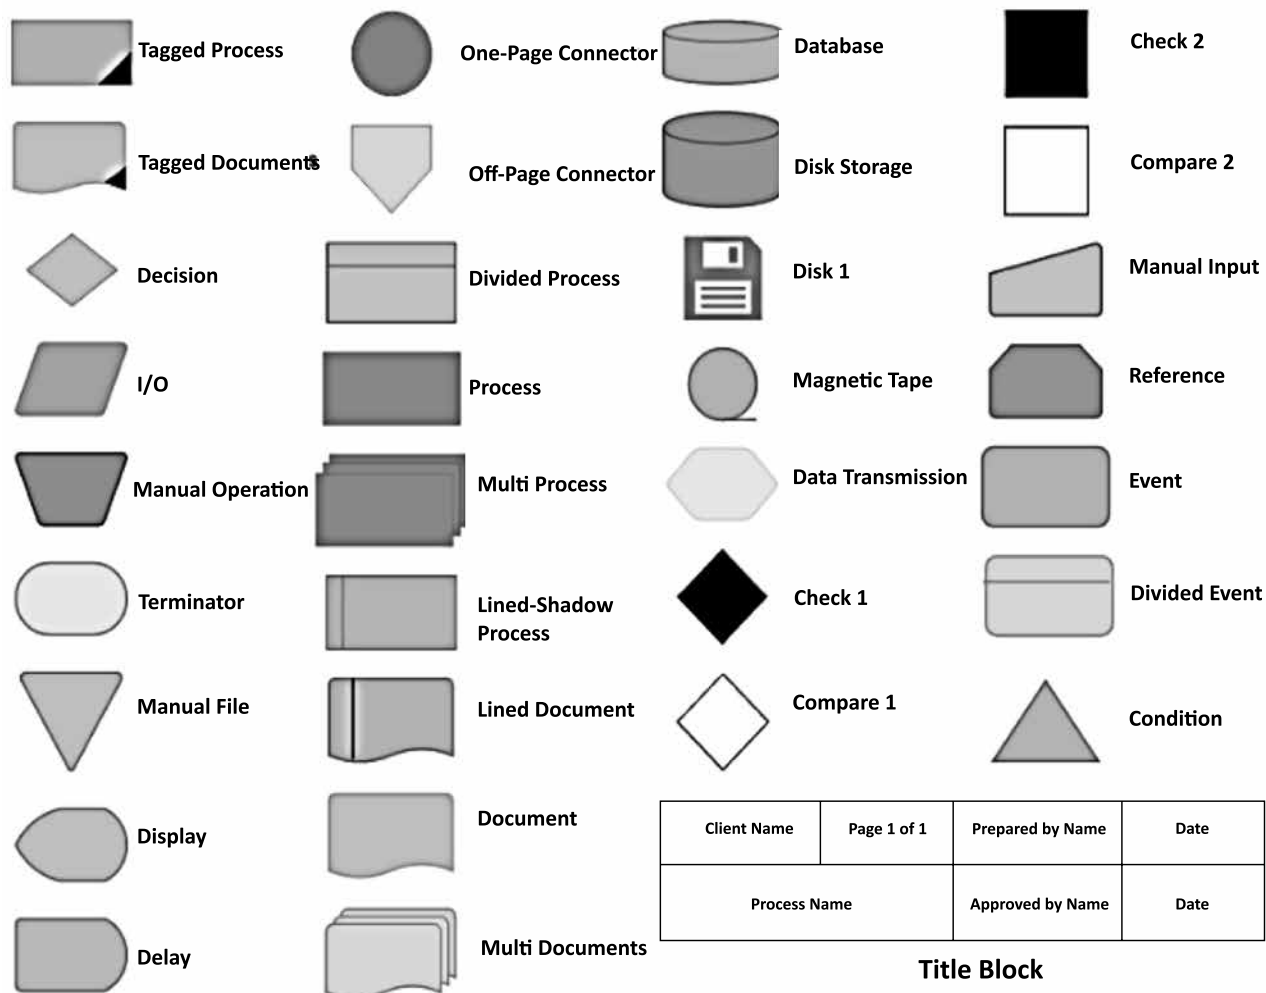 Tagged Process
Tagged Documents
Decision
I/O
Manual Operation
Terminator
Manual File
Display
Delay
One-Page Connector
Off-Page Connector
Divided Process
Process
Multi Process
Lined-Shadow
Process
Lined Document
Document
Multi Documents
Database
Disk Storage
Disk 1
Magnetic Tape
Data Transmission
Check 1
Compare 1
Check 2
Compare 2
Manual Input
Reference
Event
Divided Event
Condition
Client Name
Page 1 of 1
Prepared by Name
Date
Process Name
Approved by Name
Date
Title Block